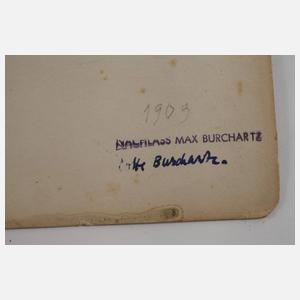 1903
NACHLASS MAX BURCHARTZ
Burchartz.